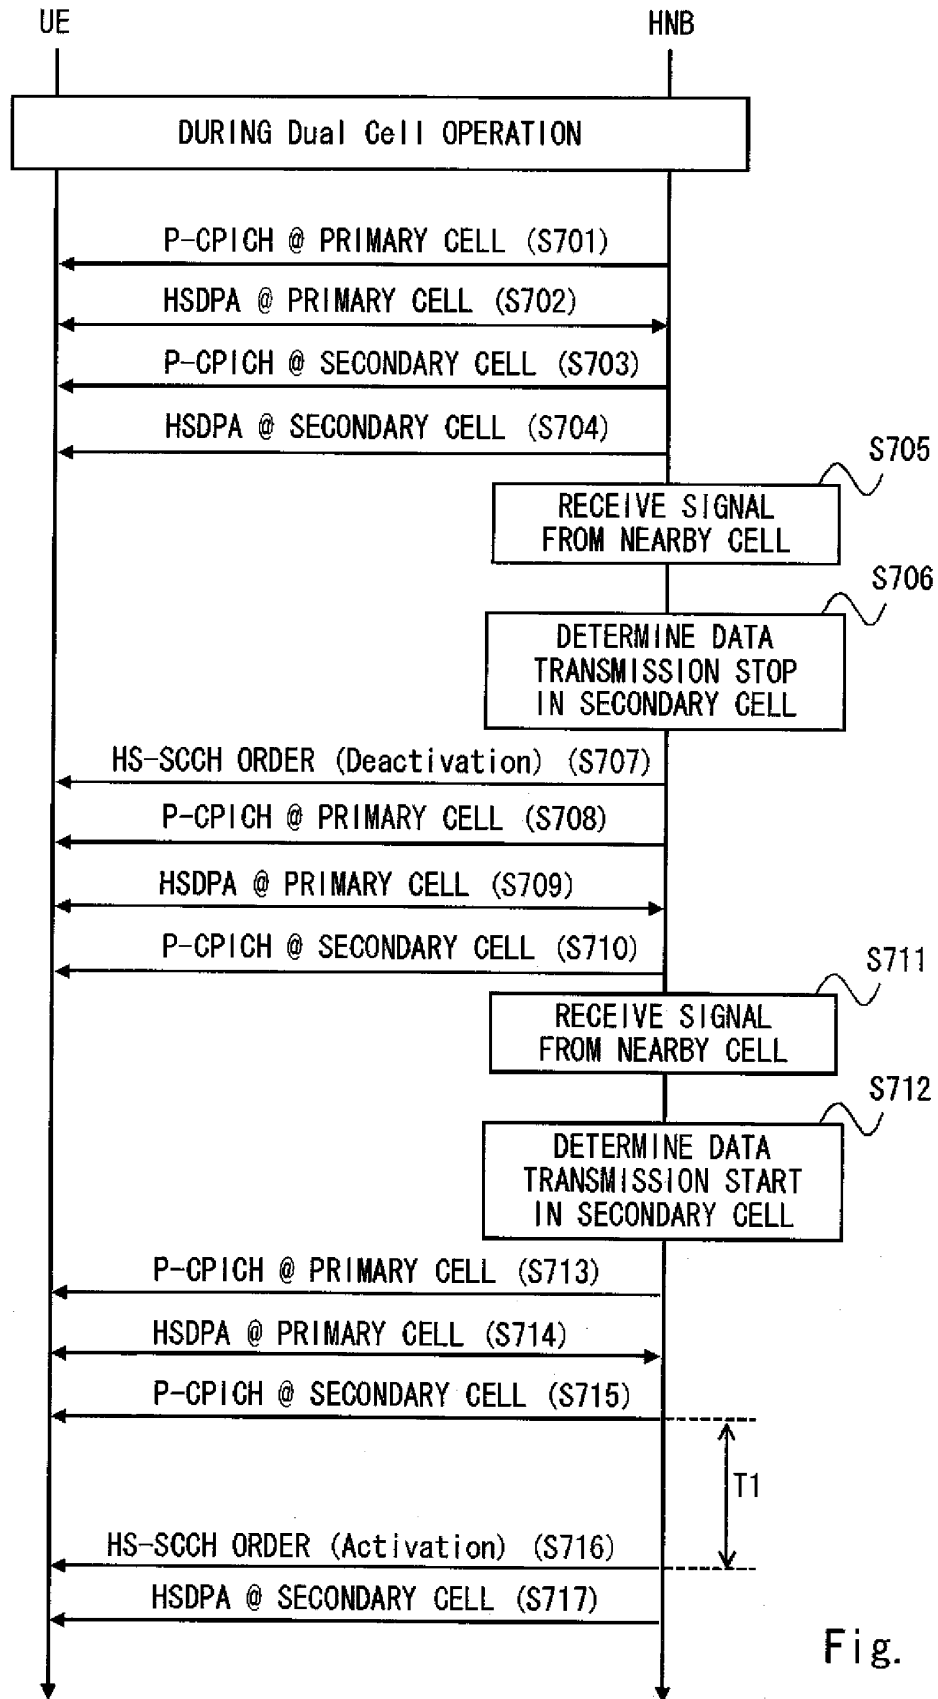 UE
HNB
DURING Dual Cell OPERATION
P-CPICH @ PRIMARY CELL (S701)
HSDPA @ PRIMARY CELL (S702)
P-CPICH @ SECONDARY CELL (S703)
HSDPA @ SECONDARY CELL (S704)
S705
RECEIVE SIGNAL
FROM NEARBY CELL
S706
DETERMINE DATA
TRANSMISSION STOP
IN SECONDARY CELL
HS-SCCH ORDER (Deactivation) (S707)
P-CPICH @ PRIMARY CELL (S708)
HSDPA @ PRIMARY CELL (S709)
P-CPICH @ SECONDARY CELL (S710)
S711
RECEIVE SIGNAL
FROM NEARBY CELL
S712
DETERMINE DATA
TRANSMISSION START
IN SECONDARY CELL
P-CPICH @ PRIMARY CELL (S713)
HSDPA @ PRIMARY CELL (S714)
P-CPICH @ SECONDARY CELL (S715)
T1
HS-SCCH ORDER (Activation) (S716)
HSDPA @ SECONDARY CELL (S717)
Fig.